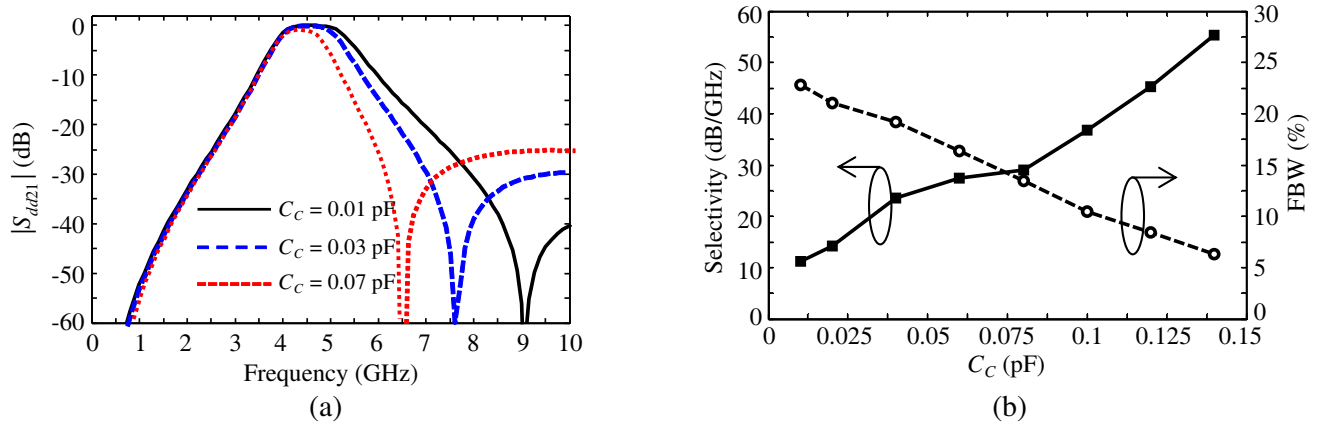 |S_dd21| (dB)
0
-10
-20
-30
-40
-50
-60
C_C = 0.01 pF
C_C = 0.03 pF
C_C = 0.07 pF
0 1 2 3 4 5 6 7 8 9 10
Frequency (GHz)
(a)
Selectivity (dB/GHz)
60
50
40
30
20
10
0
FBW (%)
30
25
20
15
10
5
0
0 0.025 0.05 0.075 0.1 0.125 0.15
C_C (pF)
(b)